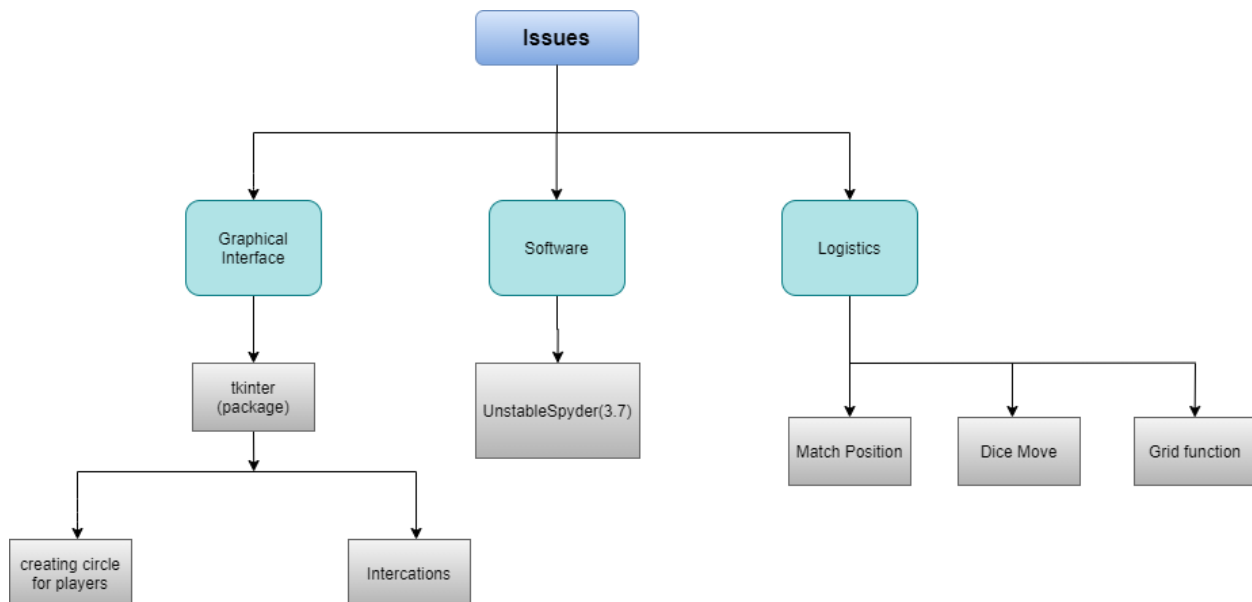 Issues
Graphical
Interface
Software
Logistics
tkinter
(package)
UnstableSpyder(3.7)
Match Position
Dice Move
Grid function
creating circle
for players
Intercations